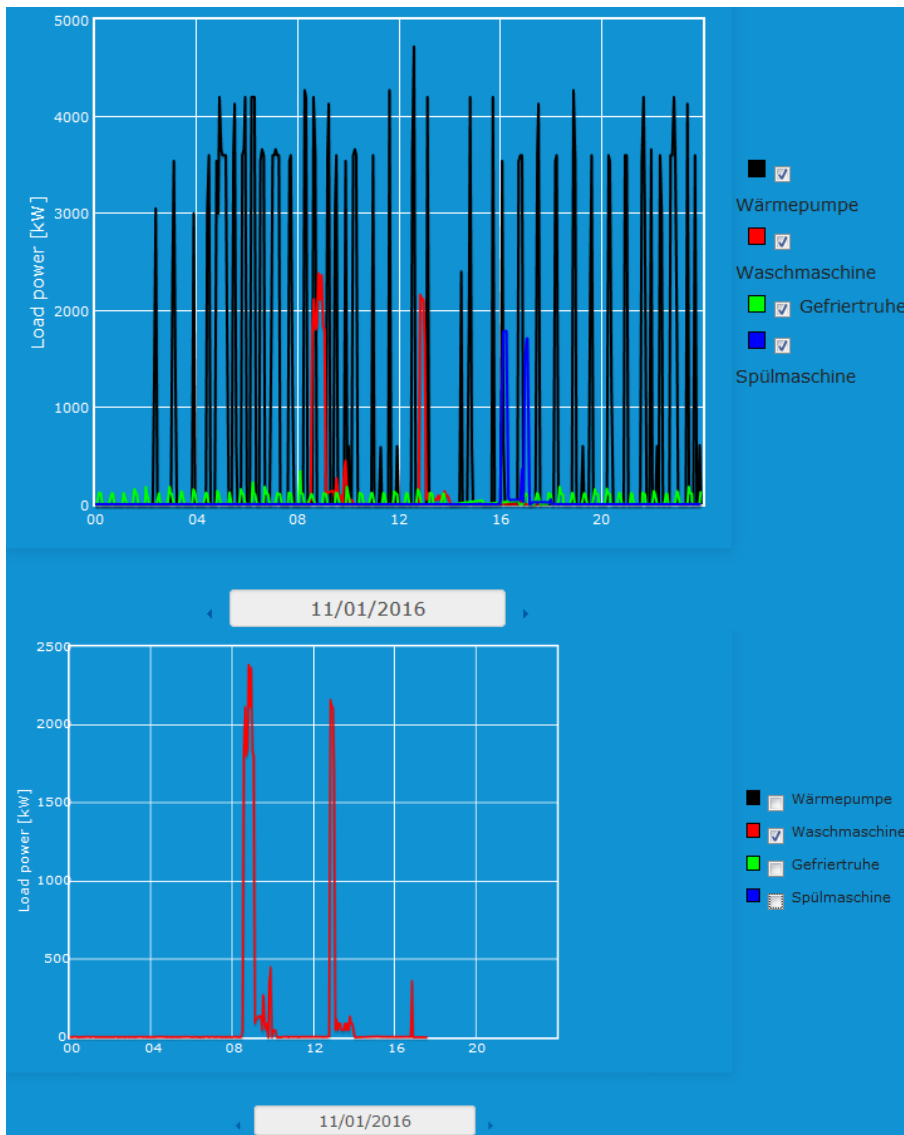 5000
4000
3000
2000
1000
0
Load power [kW]
00 04 08 12 16 20
Wärmepumpe
Waschmaschine
Gefriertruhe
Spülmaschine
11/01/2016
2500
2000
1500
1000
500
0
Load power [kW]
00 04 08 12 16 20
Wärmepumpe
Waschmaschine
Gefriertruhe
Spülmaschine
11/01/2016